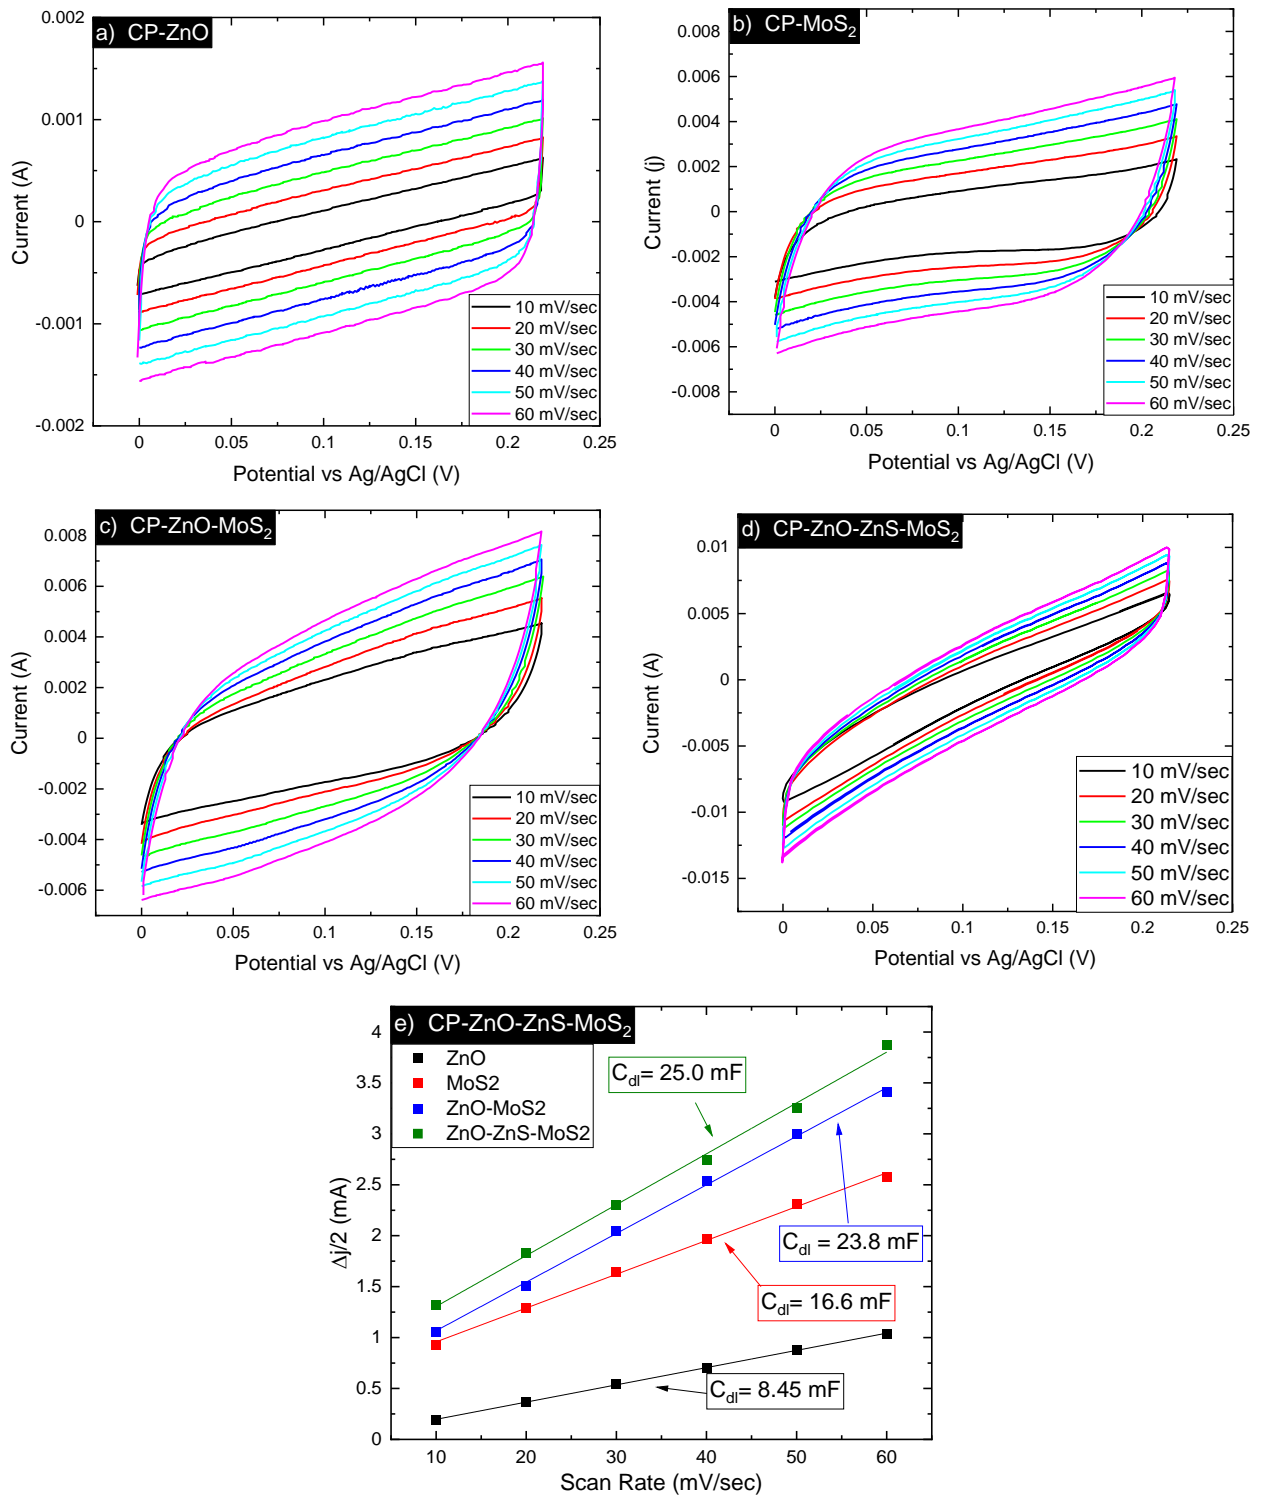 a) CP-ZnO
0.002
0.001
0
-0.001
-0.002
Current (A)
10 mV/sec
20 mV/sec
30 mV/sec
40 mV/sec
50 mV/sec
60 mV/sec
0 0.05 0.1 0.15 0.2 0.25
Potential vs Ag/AgCl (V)
b) CP-MoS₂
0.008
0.006
0.004
0.002
0
-0.002
-0.004
-0.006
-0.008
Current (j)
10 mV/sec
20 mV/sec
30 mV/sec
40 mV/sec
50 mV/sec
60 mV/sec
0 0.05 0.1 0.15 0.2 0.25
Potential vs Ag/AgCl (V)
c) CP-ZnO-MoS₂
0.008
0.006
0.004
0.002
0
-0.002
-0.004
-0.006
Current (A)
10 mV/sec
20 mV/sec
30 mV/sec
40 mV/sec
50 mV/sec
60 mV/sec
0 0.05 0.1 0.15 0.2 0.25
Potential vs Ag/AgCl (V)
d) CP-ZnO-ZnS-MoS₂
0.01
0.005
0
-0.005
-0.01
-0.015
Current (A)
10 mV/sec
20 mV/sec
30 mV/sec
40 mV/sec
50 mV/sec
60 mV/sec
0 0.05 0.1 0.15 0.2 0.25
Potential vs Ag/AgCl (V)
e) CP-ZnO-ZnS-MoS₂
ZnO
MoS2
ZnO-MoS2
ZnO-ZnS-MoS2
4
3.5
3
2.5
2
1.5
1
0.5
0
Δj/2 (mA)
C_dl= 25.0 mF
C_dl = 23.8 mF
C_dl= 16.6 mF
C_dl= 8.45 mF
10 20 30 40 50 60
Scan Rate (mV/sec)